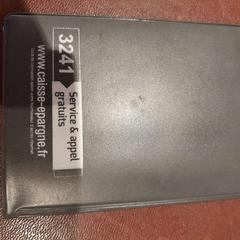 3241
Service & appel
gratuits
www.caisse-epargne.fr